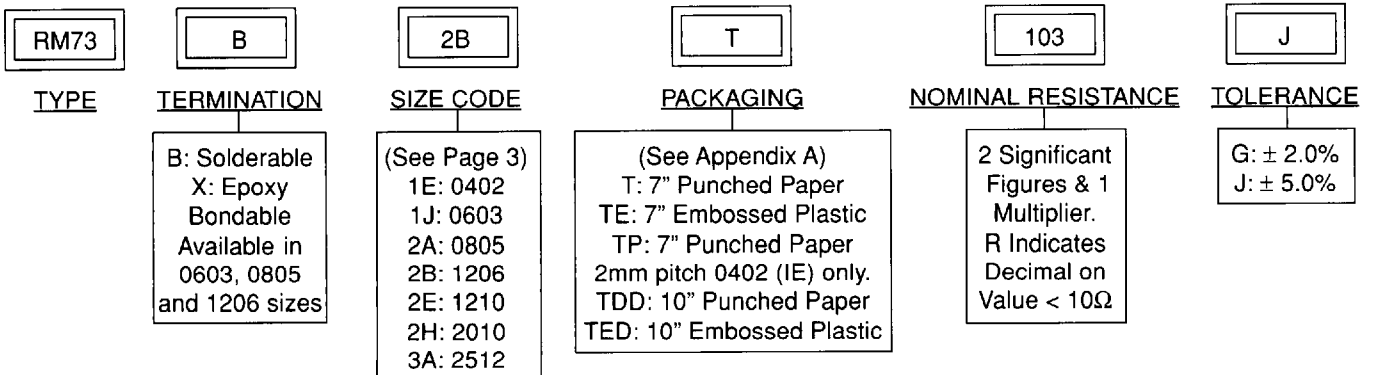 RM73 B 2B T 103 J
TYPE TERMINATION SIZE CODE PACKAGING NOMINAL RESISTANCE TOLERANCE
B: Solderable
X: Epoxy
Bondable
Available in
0603, 0805
and 1206 sizes
(See Page 3)
1E: 0402
1J: 0603
2A: 0805
2B: 1206
2E: 1210
2H: 2010
3A: 2512
(See Appendix A)
T: 7" Punched Paper
TE: 7" Embossed Plastic
TP: 7" Punched Paper
2mm pitch 0402 (IE) only.
TDD: 10" Punched Paper
TED: 10" Embossed Plastic
2 Significant
Figures & 1
Multiplier.
R Indicates
Decimal on
Value < 10Ω
G: ± 2.0%
J: ± 5.0%